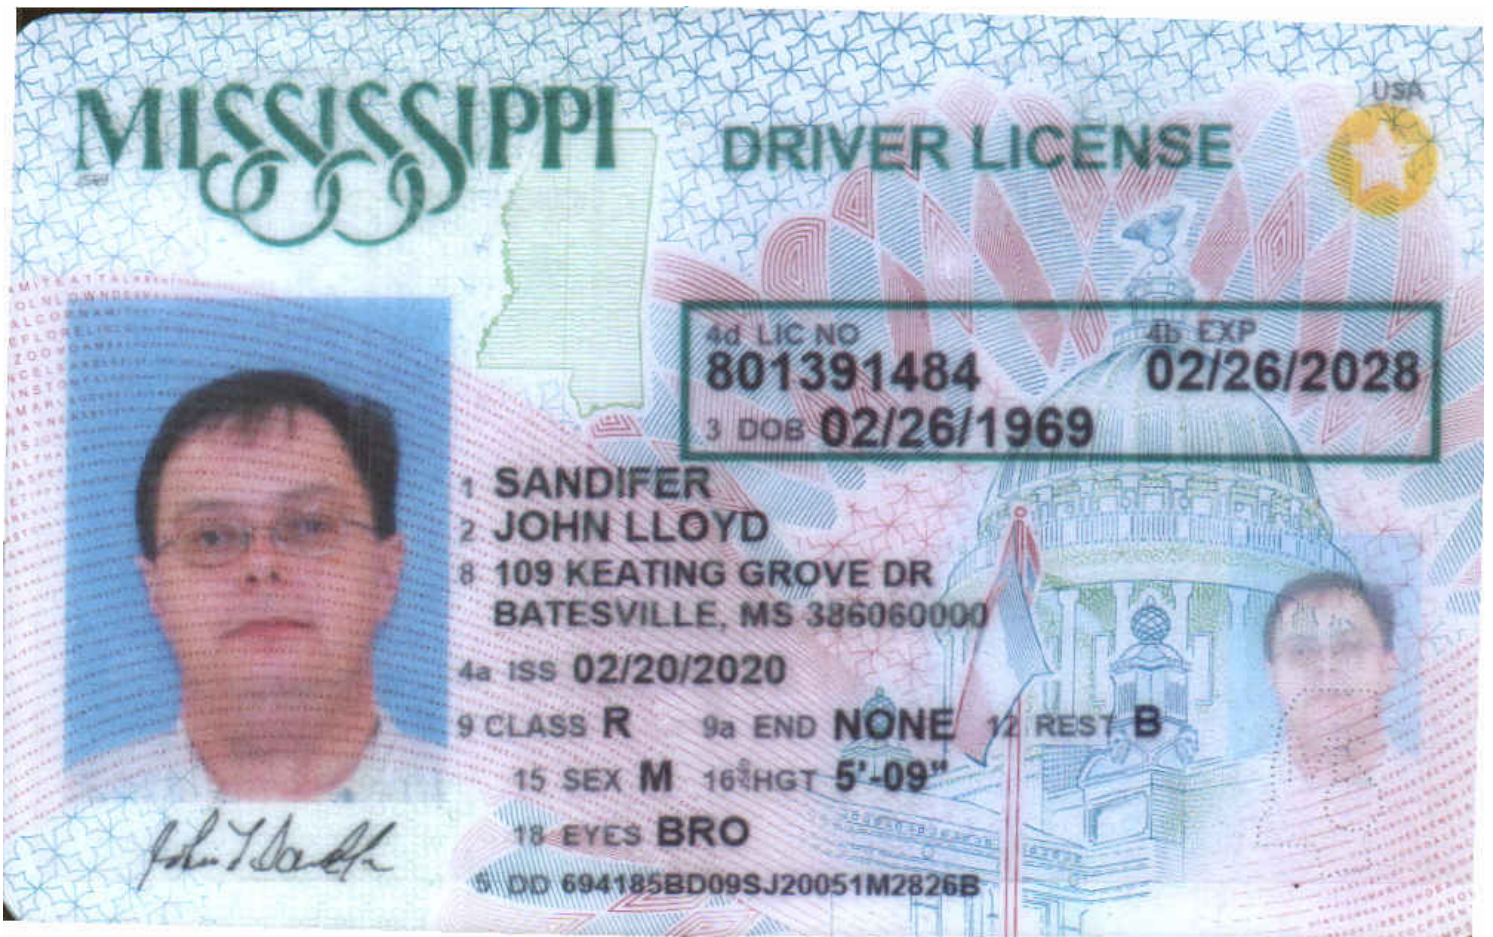 MISSISSIPPI
DRIVER LICENSE
USA
4d LIC NO
801391484
4b EXP
02/26/2028
3 DOB 02/26/1969
1 SANDIFER
2 JOHN LLOYD
8 109 KEATING GROVE DR
BATESVILLE, MS 386060000
4a ISS 02/20/2020
9 CLASS R 9a END NONE 12 REST B
15 SEX M 16 HGT 5'-09"
18 EYES BRO
5 DD 694185BD09SJ20051M2826B